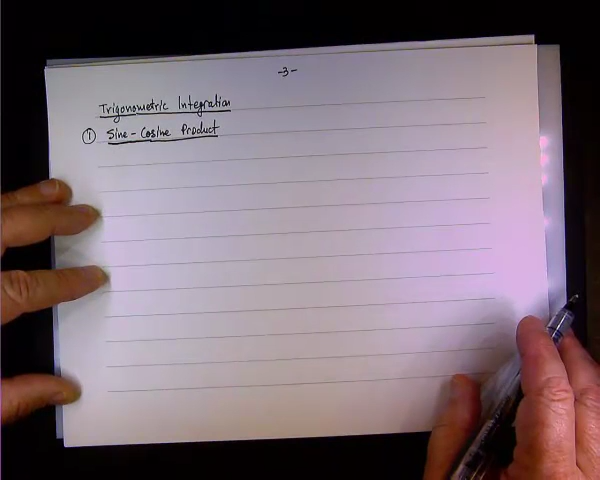 -3-
Trigonometric Integration
① Sine - Cosine Product